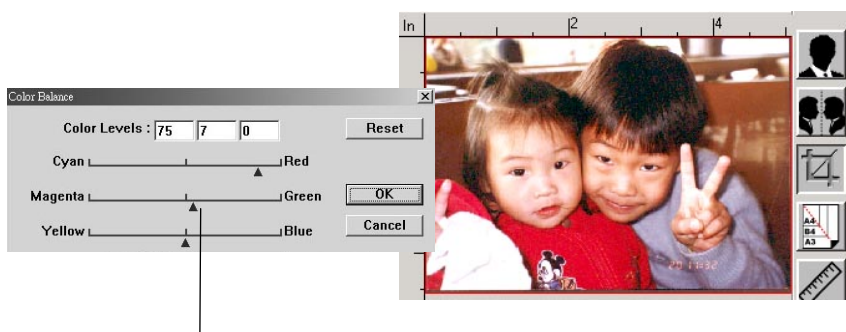 In
2
4
Color Balance
Color Levels : 75 7 0
Reset
Cyan Red
Magenta Green
OK
Yellow Blue
Cancel
A4
B4
A3